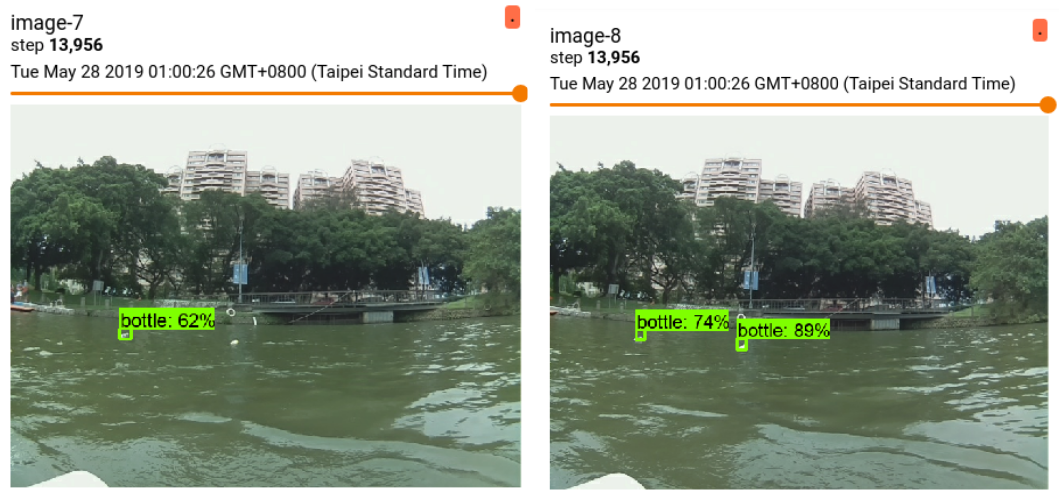 image-7
step 13,956
Tue May 28 2019 01:00:26 GMT+0800 (Taipei Standard Time)
bottle: 62%
image-8
step 13,956
Tue May 28 2019 01:00:26 GMT+0800 (Taipei Standard Time)
bottle: 74%
bottle: 89%